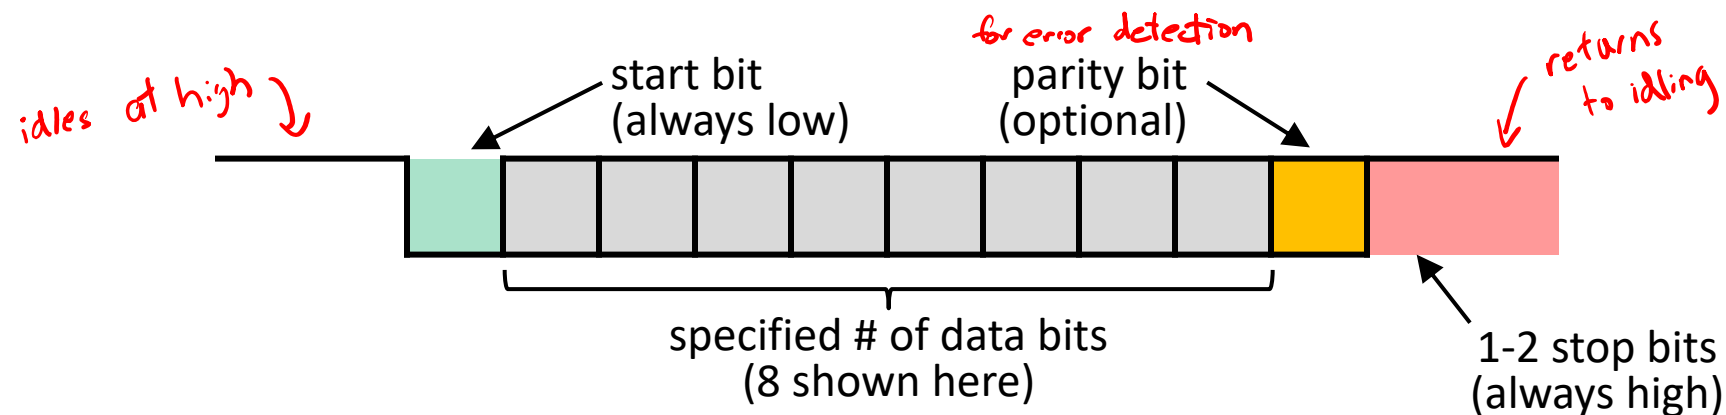 idles at high
start bit
(always low)
for error detection
parity bit
(optional)
returns
to idling
specified # of data bits
(8 shown here)
1-2 stop bits
(always high)